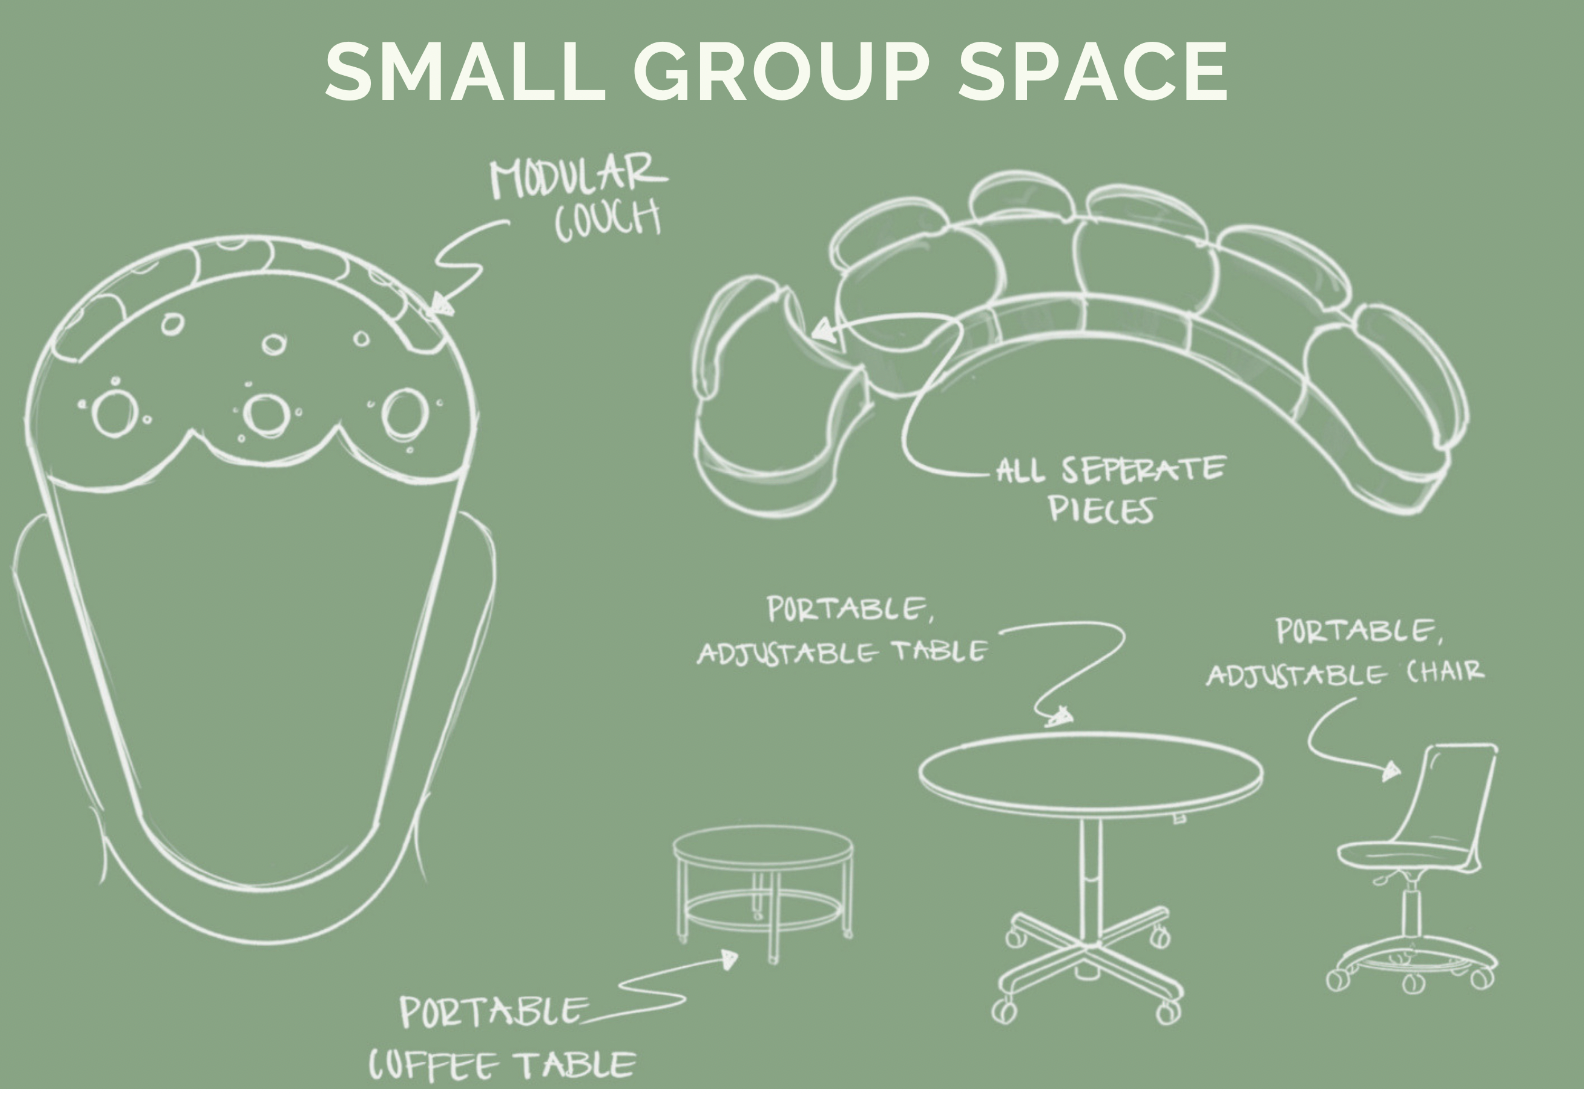 SMALL GROUP SPACE
MODULAR
COUCH
ALL SEPERATE
PIECES
PORTABLE,
ADJUSTABLE TABLE
PORTABLE,
ADJUSTABLE CHAIR
PORTABLE
COFFEE TABLE